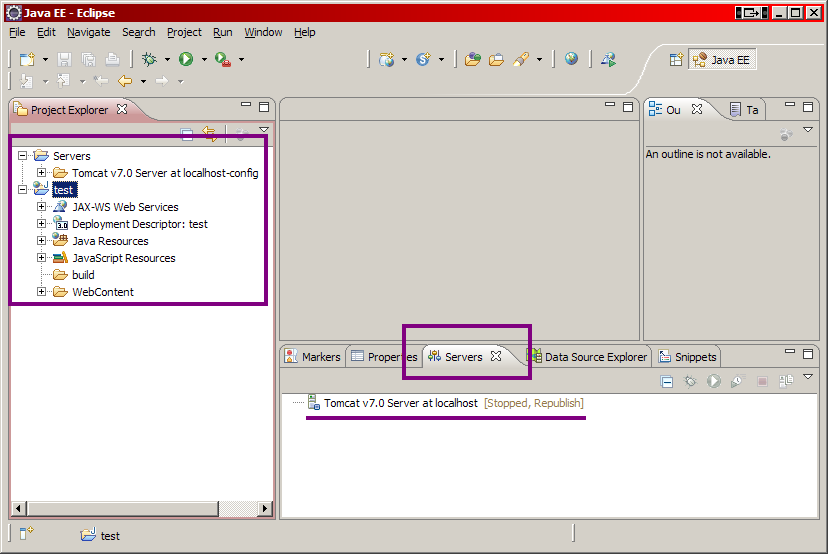 Java EE - Eclipse
File Edit Navigate Search Project Run Window Help
Java EE
Project Explorer
Ou
Ta
Servers
Tomcat v7.0 Server at localhost-config
test
JAX-WS Web Services
3.0 Deployment Descriptor: test
Java Resources
JavaScript Resources
build
WebContent
An outline is not available.
Markers Properties Servers Data Source Explorer Snippets
Tomcat v7.0 Server at localhost [Stopped, Republish]
test